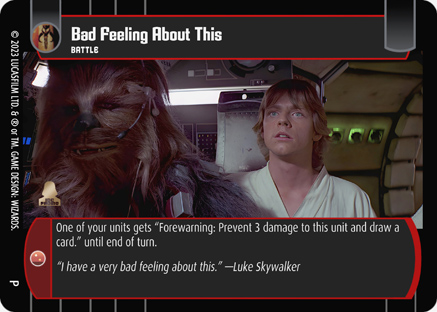 Bad Feeling About This
BATTLE
One of your units gets “Forewarning: Prevent 3 damage to this unit and draw a
card.” until end of turn.
“I have a very bad feeling about this.” —Luke Skywalker
© 2023 LUCASFILM LTD. & ® or TM. GAME DESIGN: WIZARDS.
P